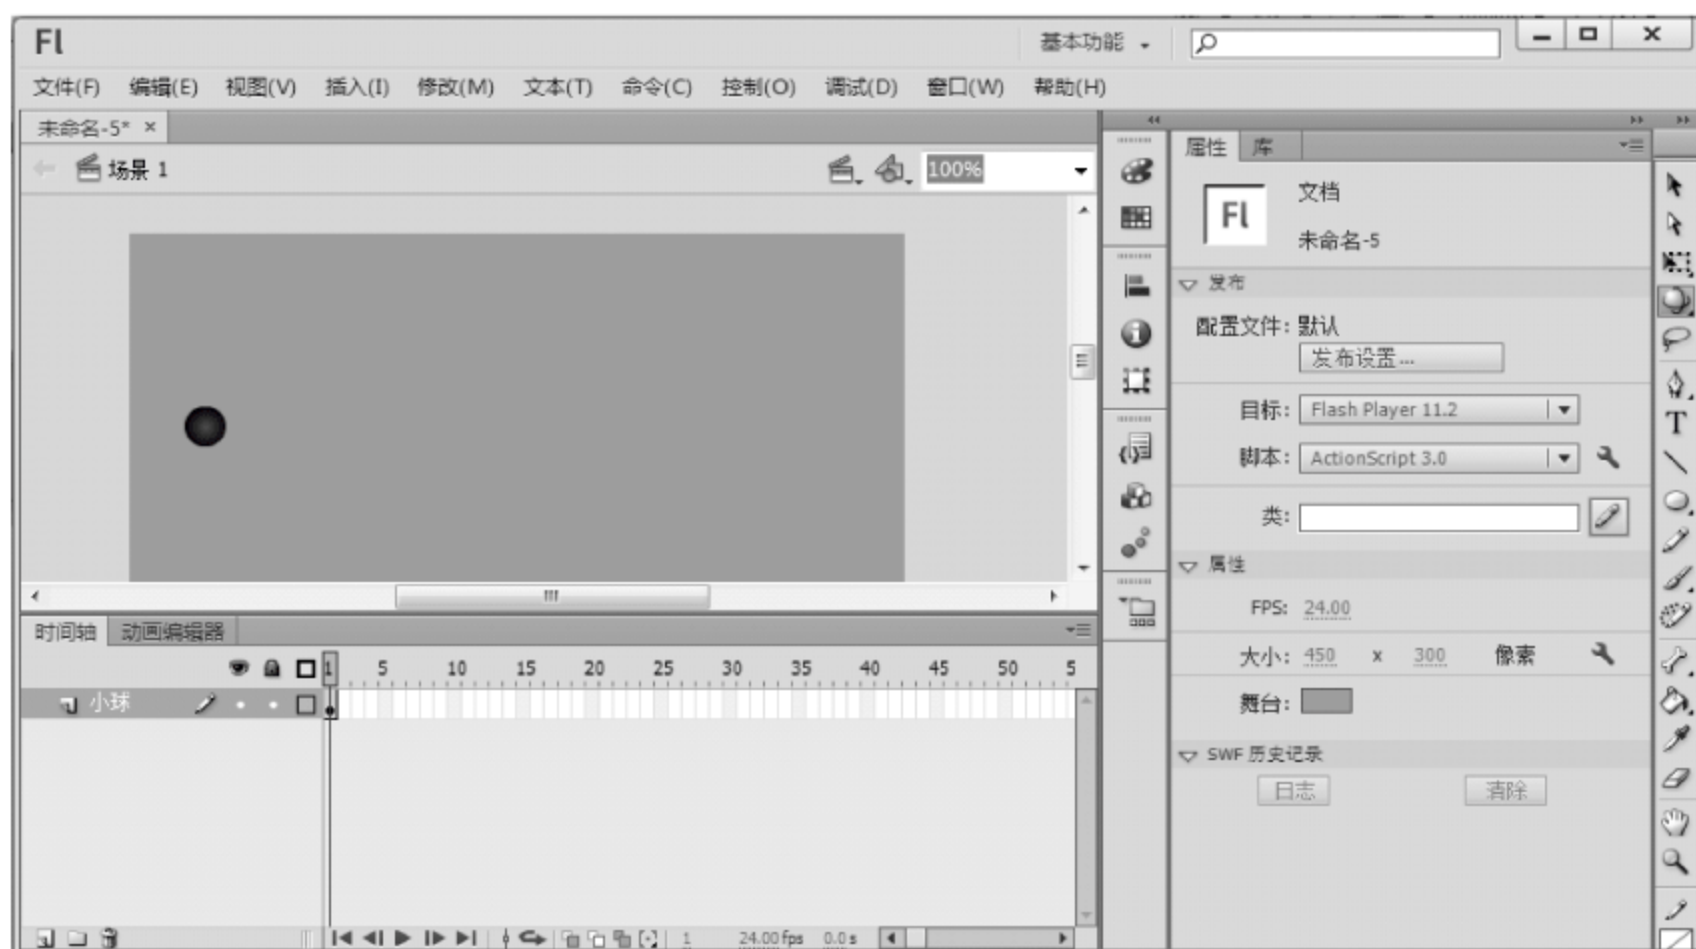 Fl
基本功能
文件(F) 编辑(E) 视图(V) 插入(I) 修改(M) 文本(T) 命令(C) 控制(O) 调试(D) 窗口(W) 帮助(H)
未命名-5* ×
属性 库
场景 1
100%
文档
Fl
未命名-5
发布
配置文件: 默认
发布设置...
目标: Flash Player 11.2
脚本: ActionScript 3.0
类:
属性
FPS: 24.00
大小: 450 x 300 像素
舞台:
SWF 历史记录
日志 清除
时间轴 动画编辑器
1 5 10 15 20 25 30 35 40 45 50 5
小球
1 24.00fps 0.0s